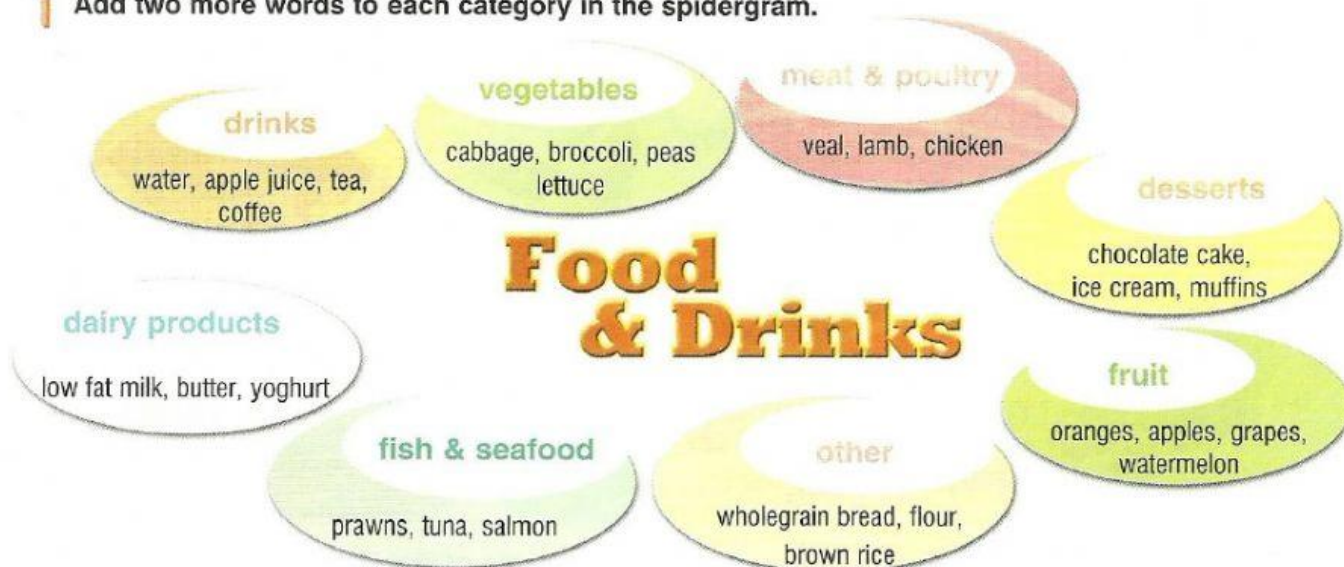 Add two more words to each category in the spidergram.
drinks
water, apple juice, tea,
coffee
vegetables
cabbage, broccoli, peas
lettuce
meat & poultry
veal, lamb, chicken
desserts
chocolate cake,
ice cream, muffins
Food
& Drinks
dairy products
low fat milk, butter, yoghurt
fruit
oranges, apples, grapes,
watermelon
fish & seafood
prawns, tuna, salmon
other
wholegrain bread, flour,
brown rice